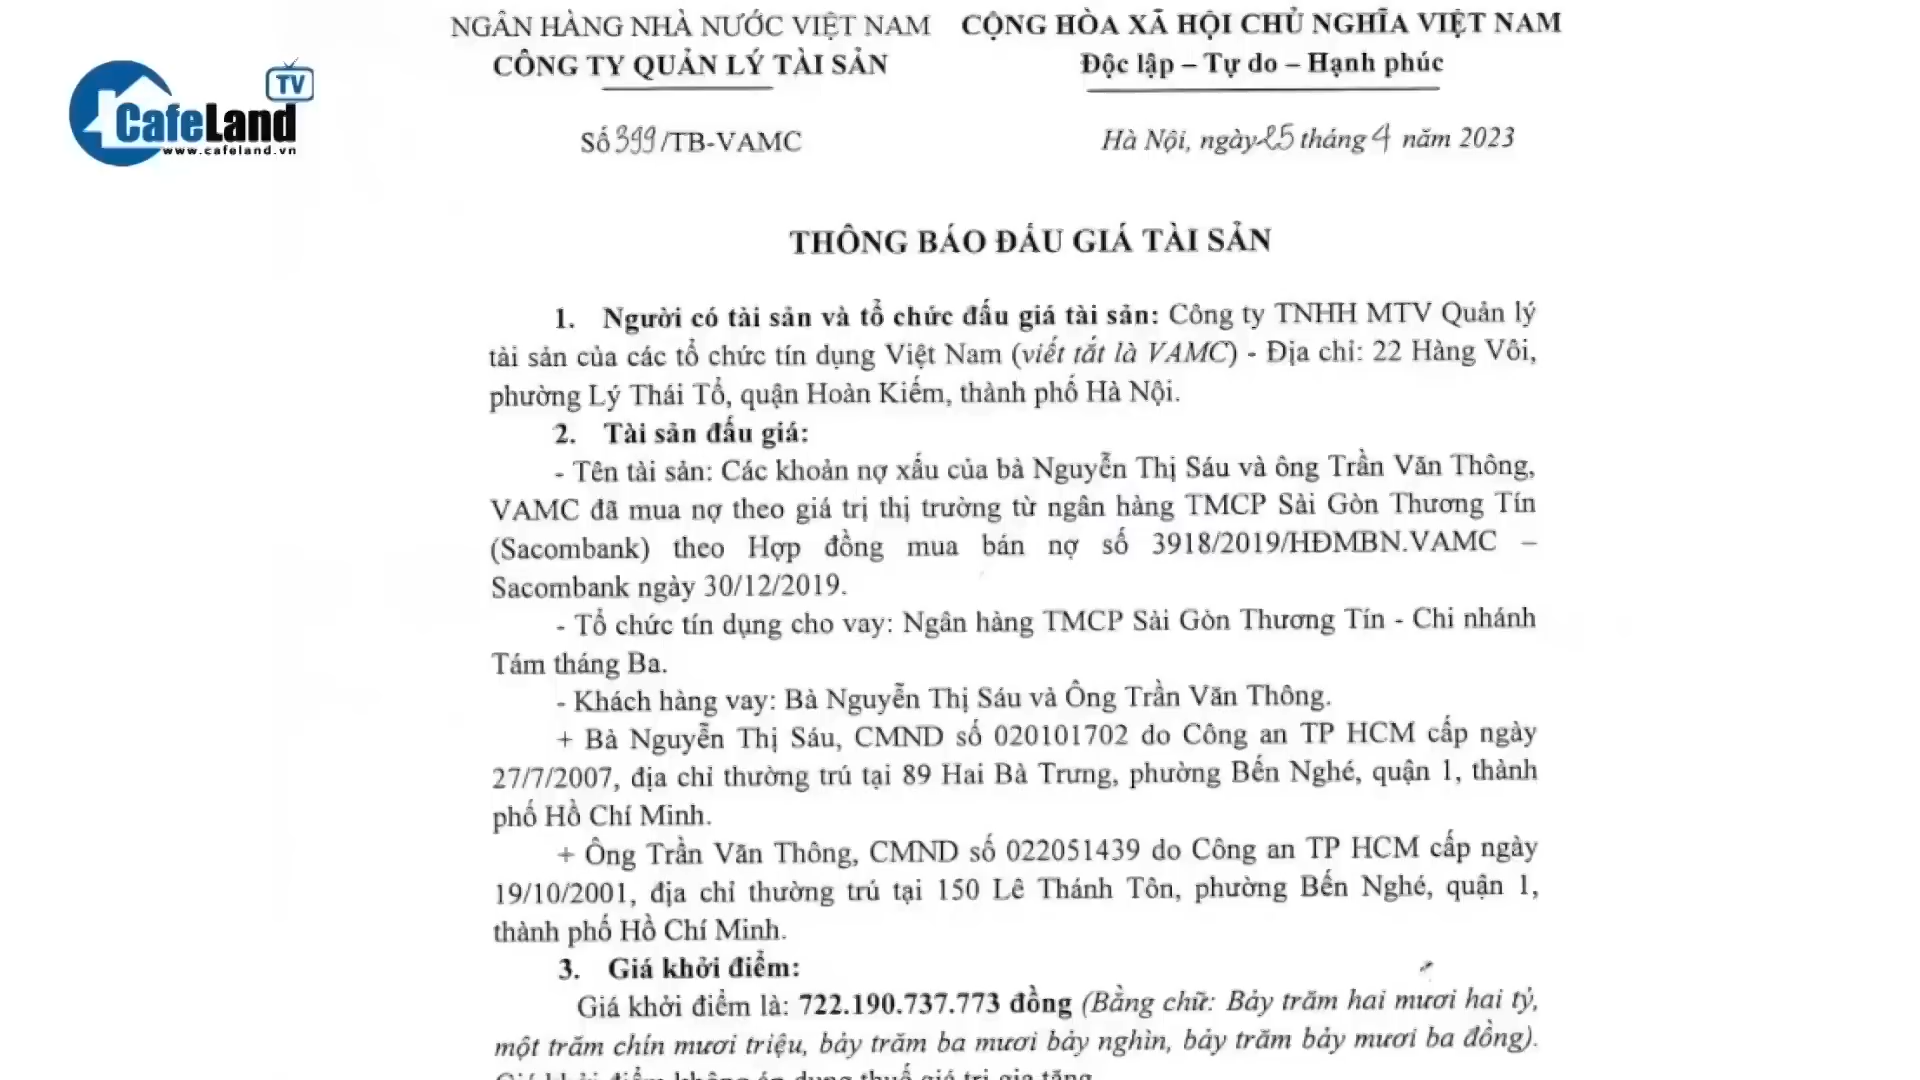 NGÂN HÀNG NHÀ NƯỚC VIỆT NAM
CÔNG TY QUẢN LÝ TÀI SẢN
CỘNG HÒA XÃ HỘI CHỦ NGHĨA VIỆT NAM
Độc lập – Tự do – Hạnh phúc
TV
CafeLand
www.cafeland.vn
Số 399/TB-VAMC
Hà Nội, ngày 25 tháng 4 năm 2023
THÔNG BÁO ĐẤU GIÁ TÀI SẢN
1. Người có tài sản và tổ chức đấu giá tài sản: Công ty TNHH MTV Quản lý
tài sản của các tổ chức tín dụng Việt Nam (viết tắt là VAMC) - Địa chỉ: 22 Hàng Vôi,
phường Lý Thái Tổ, quận Hoàn Kiếm, thành phố Hà Nội.
2. Tài sản đấu giá:
- Tên tài sản: Các khoản nợ xấu của bà Nguyễn Thị Sáu và ông Trần Văn Thông,
VAMC đã mua nợ theo giá trị thị trường từ ngân hàng TMCP Sài Gòn Thương Tín
(Sacombank) theo Hợp đồng mua bán nợ số 3918/2019/HĐMBN.VAMC –
Sacombank ngày 30/12/2019.
- Tổ chức tín dụng cho vay: Ngân hàng TMCP Sài Gòn Thương Tín - Chi nhánh
Tám tháng Ba.
- Khách hàng vay: Bà Nguyễn Thị Sáu và Ông Trần Văn Thông.
+ Bà Nguyễn Thị Sáu, CMND số 020101702 do Công an TP HCM cấp ngày
27/7/2007, địa chỉ thường trú tại 89 Hai Bà Trưng, phường Bến Nghé, quận 1, thành
phố Hồ Chí Minh.
+ Ông Trần Văn Thông, CMND số 022051439 do Công an TP HCM cấp ngày
19/10/2001, địa chỉ thường trú tại 150 Lê Thánh Tôn, phường Bến Nghé, quận 1,
thành phố Hồ Chí Minh.
3. Giá khởi điểm:
Giá khởi điểm là: 722.190.737.773 đồng (Bằng chữ: Bảy trăm hai mươi hai tỷ,
một trăm chín mươi triệu, bảy trăm ba mươi bảy nghìn, bảy trăm bảy mươi ba đồng).
Giá khởi điểm không áp dụng thuế giá trị gia tăng.